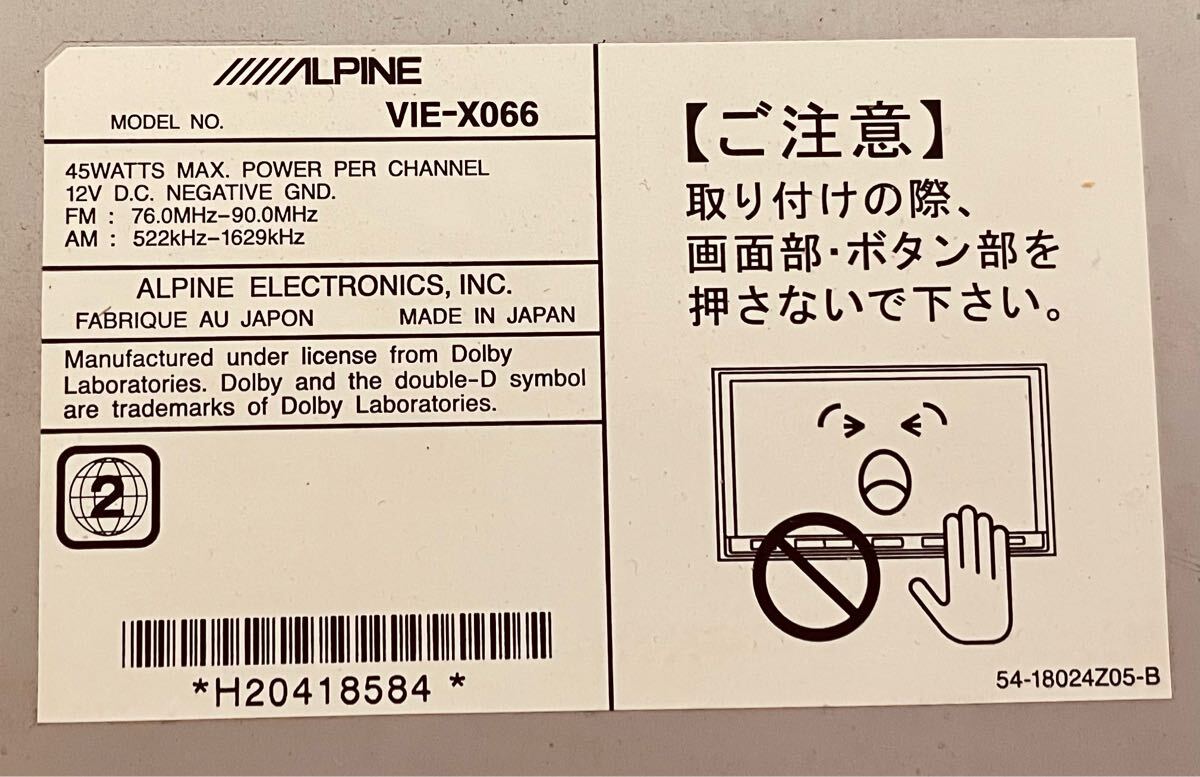 ALPINE
MODEL NO. VIE-X066
45WATTS MAX. POWER PER CHANNEL
12V D.C. NEGATIVE GND.
FM : 76.0MHz-90.0MHz
AM : 522kHz-1629kHz
ALPINE ELECTRONICS, INC.
FABRIQUE AU JAPON MADE IN JAPAN
Manufactured under license from Dolby
Laboratories. Dolby and the double-D symbol
are trademarks of Dolby Laboratories.
2
*H20418584*
【ご注意】
取り付けの際、
画面部・ボタン部を
押さないで下さい。
54-18024Z05-B